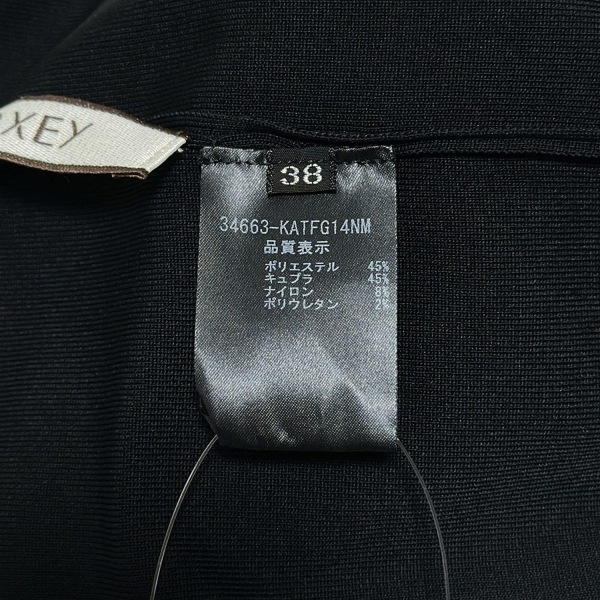 XEY
38
34663-KATFG14NM
品質表示
ポリエステル 45%
キュプラ 45%
ナイロン 8%
ポリウレタン 2%